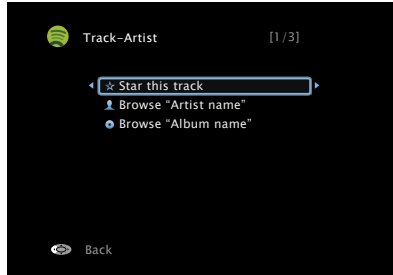 Track–Artist [1/3]
☆ Star this track
Browse “Artist name”
Browse “Album name”
Back